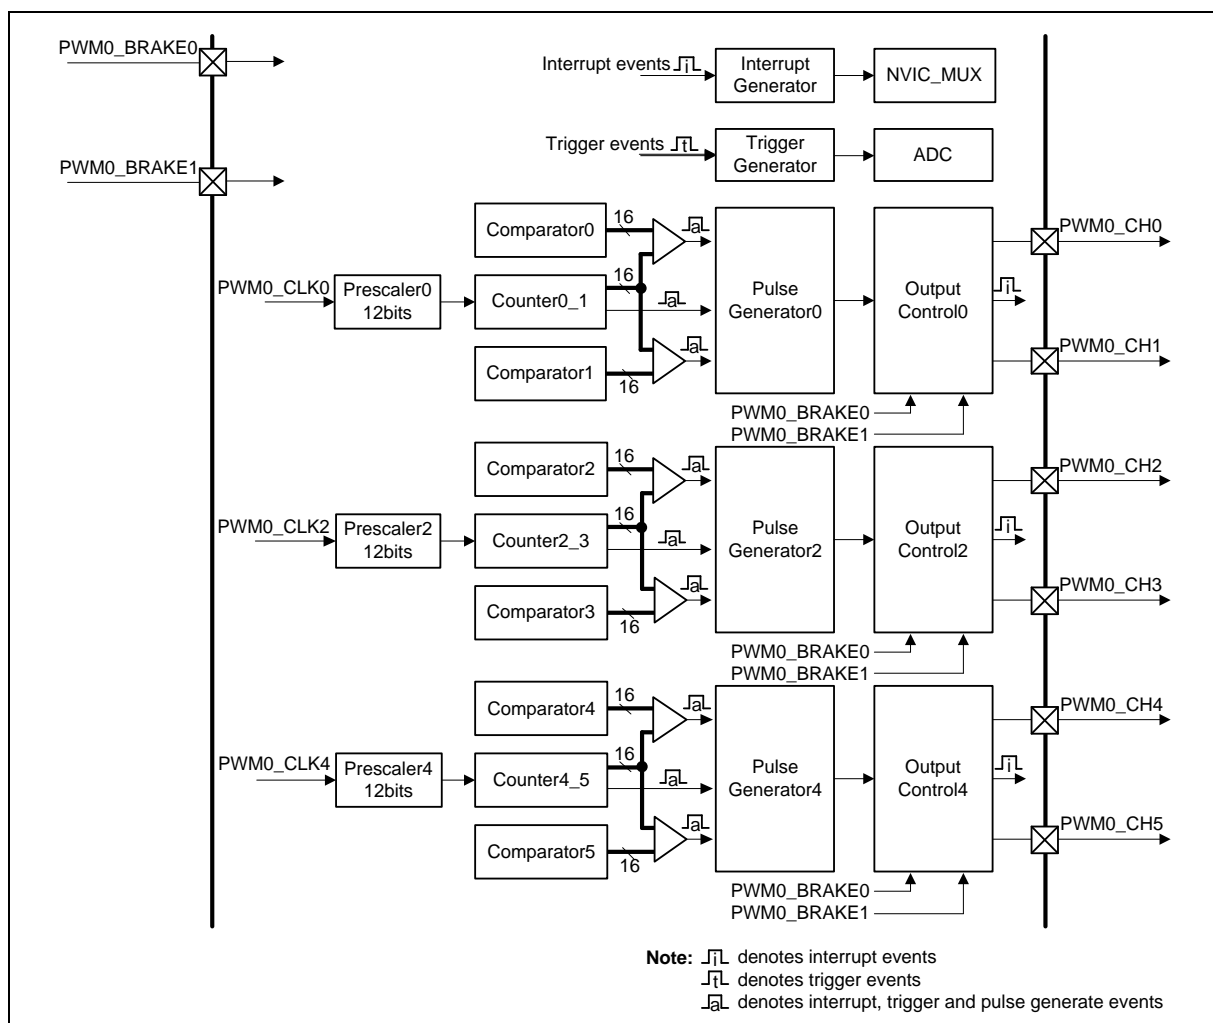 PWM0_BRAKE0
Interrupt events i
Interrupt
Generator
NVIC_MUX
PWM0_BRAKE1
Trigger events t
Trigger
Generator
ADC
Comparator0
16
a
PWM0_CH0
PWM0_CLK0
Prescaler0
12bits
Counter0_1
16
a
Pulse
Generator0
Output
Control0
i
Comparator1
16
a
PWM0_CH1
PWM0_BRAKE0
PWM0_BRAKE1
Comparator2
16
a
PWM0_CH2
PWM0_CLK2
Prescaler2
12bits
Counter2_3
16
a
Pulse
Generator2
Output
Control2
i
Comparator3
16
a
PWM0_CH3
PWM0_BRAKE0
PWM0_BRAKE1
Comparator4
16
a
PWM0_CH4
PWM0_CLK4
Prescaler4
12bits
Counter4_5
16
a
Pulse
Generator4
Output
Control4
i
Comparator5
16
a
PWM0_CH5
PWM0_BRAKE0
PWM0_BRAKE1
Note: i denotes interrupt events
t denotes trigger events
a denotes interrupt, trigger and pulse generate events